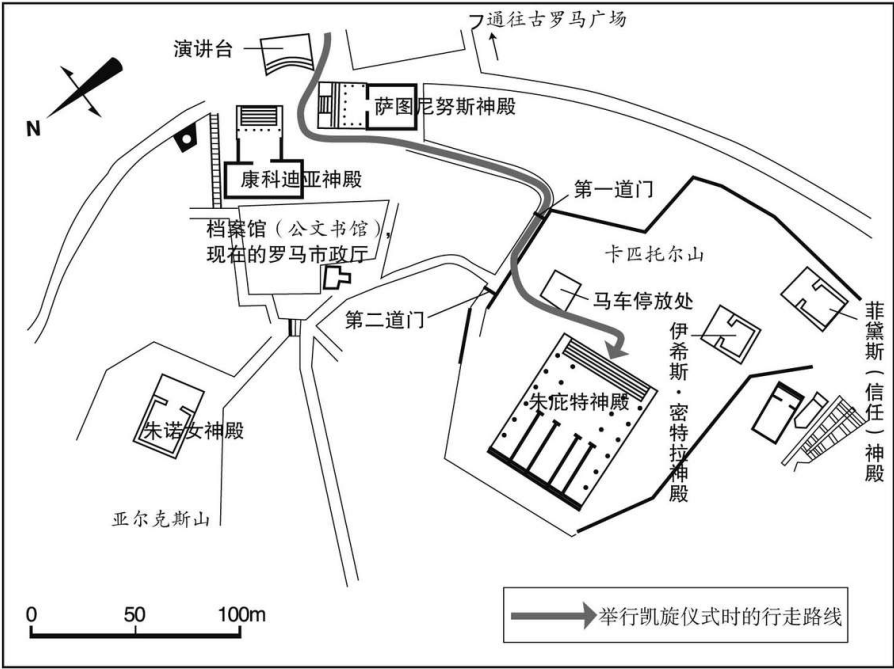 通往古罗马广场
演讲台
萨图尼努斯神殿
N
康科迪亚神殿
第一道门
档案馆（公文书馆），
现在的罗马市政厅
卡匹托尔山
马车停放处
第二道门
伊希斯·密特拉神殿
菲黛斯（信任）神殿
朱庇特神殿
朱诺女神殿
亚尔克斯山
0 50 100m
举行凯旋仪式时的行走路线